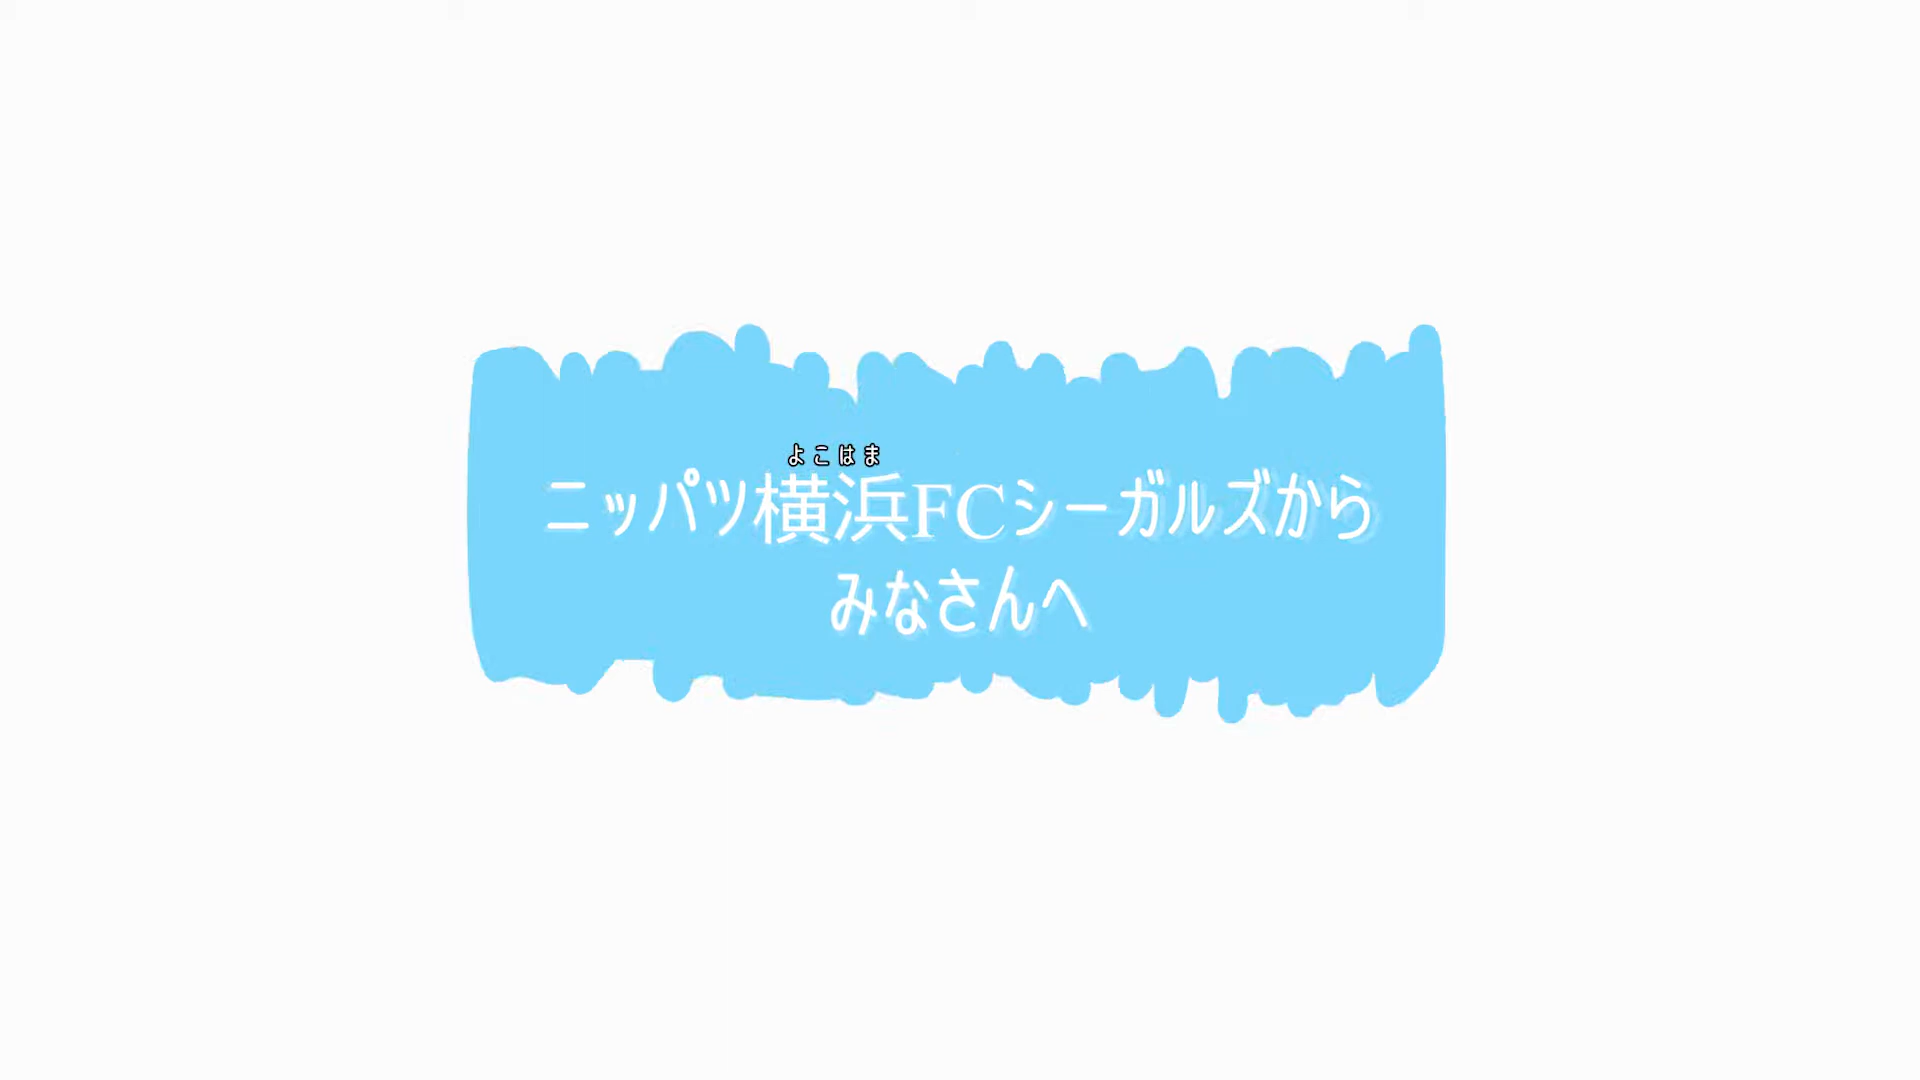 よこはま
ニッパツ横浜FCシーガルズから
みなさんへ